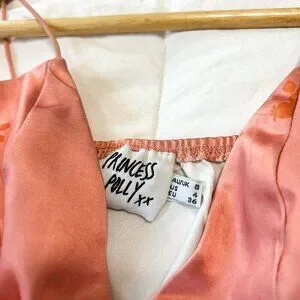 PRINCESS
POLLY xx
AU/UK 8
US 4
EU 36